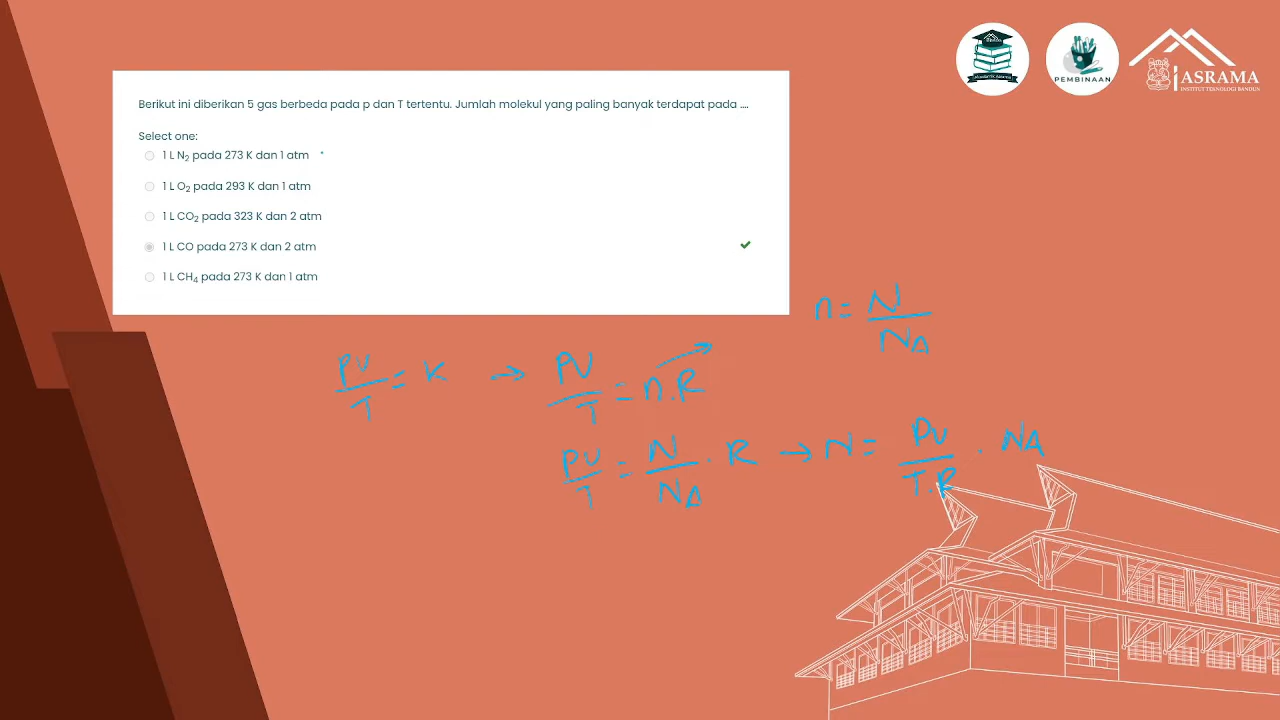 PEMBINAAN
ASRAMA
INSTITUT TEKNOLOGI BANDUN
Berikut ini diberikan 5 gas berbeda pada p dan T tertentu. Jumlah molekul yang paling banyak terdapat pada ....
Select one:
1 L N₂ pada 273 K dan 1 atm
1 L O₂ pada 293 K dan 1 atm
1 L CO₂ pada 323 K dan 2 atm
1 L CO pada 273 K dan 2 atm
1 L CH₄ pada 273 K dan 1 atm
n = N / NA
PV / T = K → PV / T = n.R
PV / T = N / NA . R → N = PV / T.R . NA